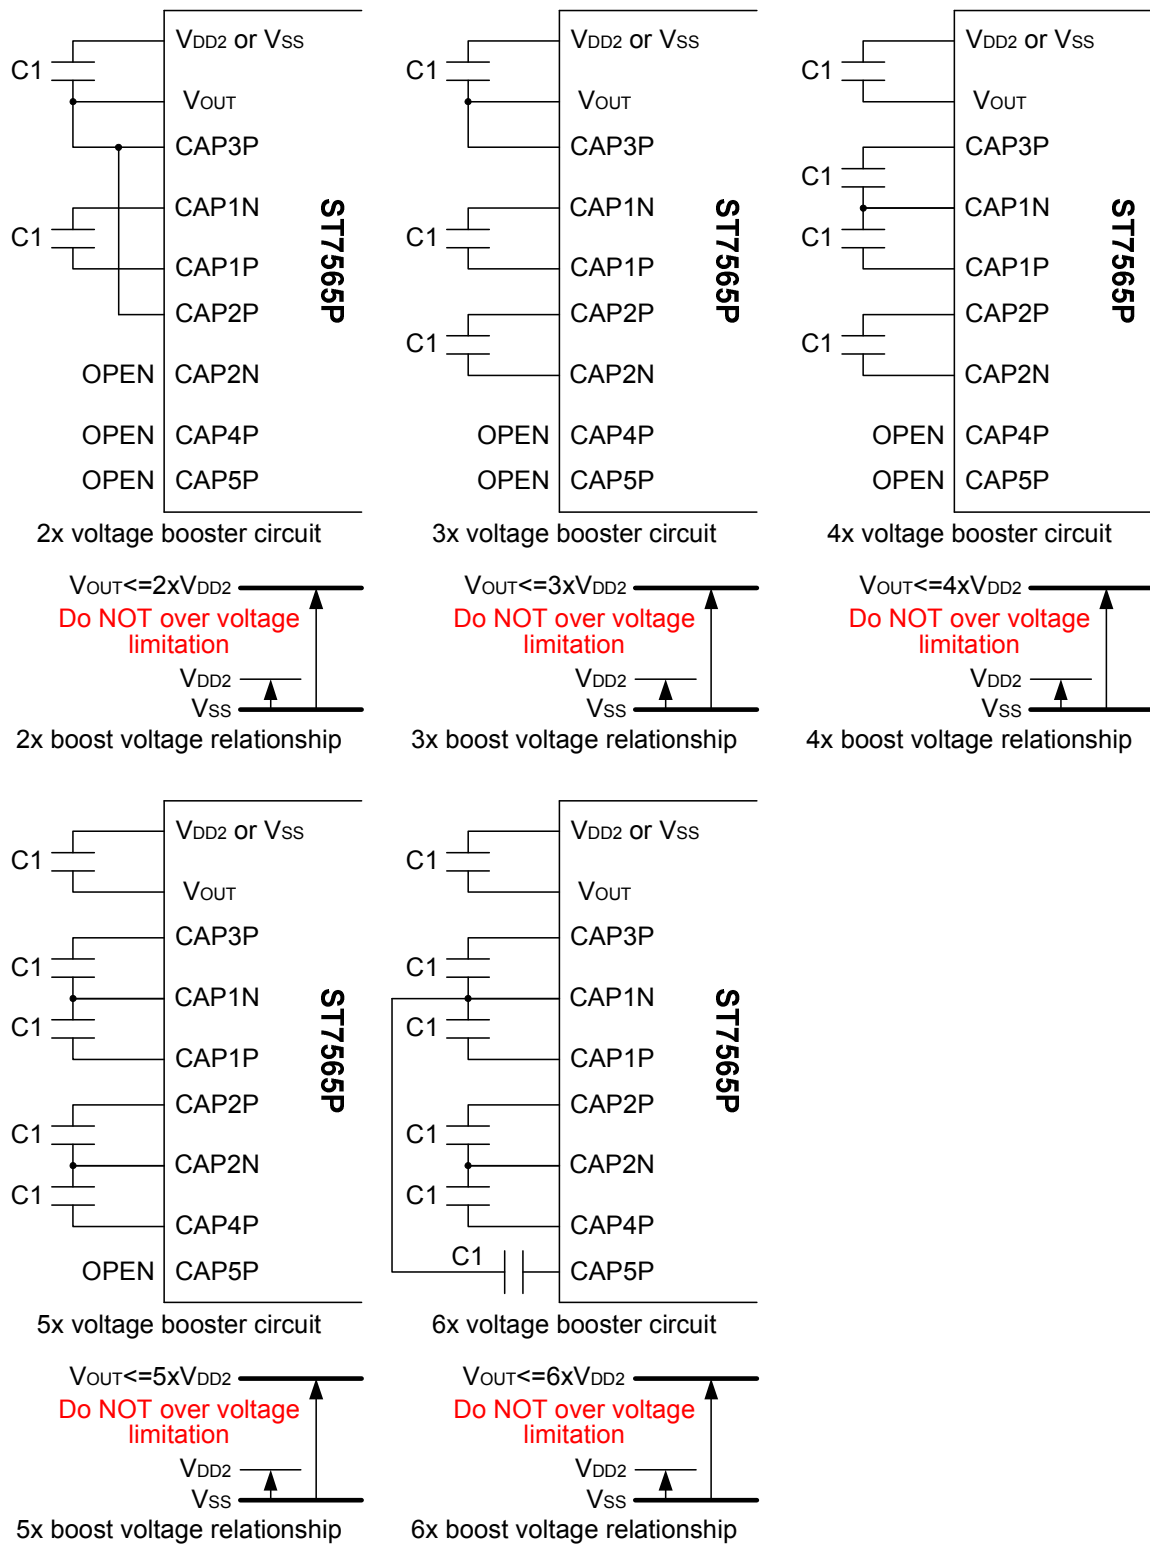 VDD2 or VSS
C1
VOUT
CAP3P
CAP1N
C1
CAP1P
CAP2P
OPEN CAP2N
OPEN CAP4P
OPEN CAP5P
ST7565P
2x voltage booster circuit
VOUT<=2xVDD2
Do NOT over voltage
limitation
VDD2
VSS
2x boost voltage relationship
VDD2 or VSS
C1
VOUT
CAP3P
CAP1N
C1
CAP1P
CAP2P
C1
CAP2N
OPEN CAP4P
OPEN CAP5P
ST7565P
3x voltage booster circuit
VOUT<=3xVDD2
Do NOT over voltage
limitation
VDD2
VSS
3x boost voltage relationship
VDD2 or VSS
C1
VOUT
CAP3P
C1
CAP1N
C1
CAP1P
CAP2P
C1
CAP2N
OPEN CAP4P
OPEN CAP5P
ST7565P
4x voltage booster circuit
VOUT<=4xVDD2
Do NOT over voltage
limitation
VDD2
VSS
4x boost voltage relationship
VDD2 or VSS
C1
VOUT
CAP3P
C1
CAP1N
C1
CAP1P
CAP2P
C1
CAP2N
C1
CAP4P
OPEN CAP5P
ST7565P
5x voltage booster circuit
VOUT<=5xVDD2
Do NOT over voltage
limitation
VDD2
VSS
5x boost voltage relationship
VDD2 or VSS
C1
VOUT
CAP3P
C1
CAP1N
C1
CAP1P
CAP2P
C1
CAP2N
C1
CAP4P
C1
CAP5P
ST7565P
6x voltage booster circuit
VOUT<=6xVDD2
Do NOT over voltage
limitation
VDD2
VSS
6x boost voltage relationship